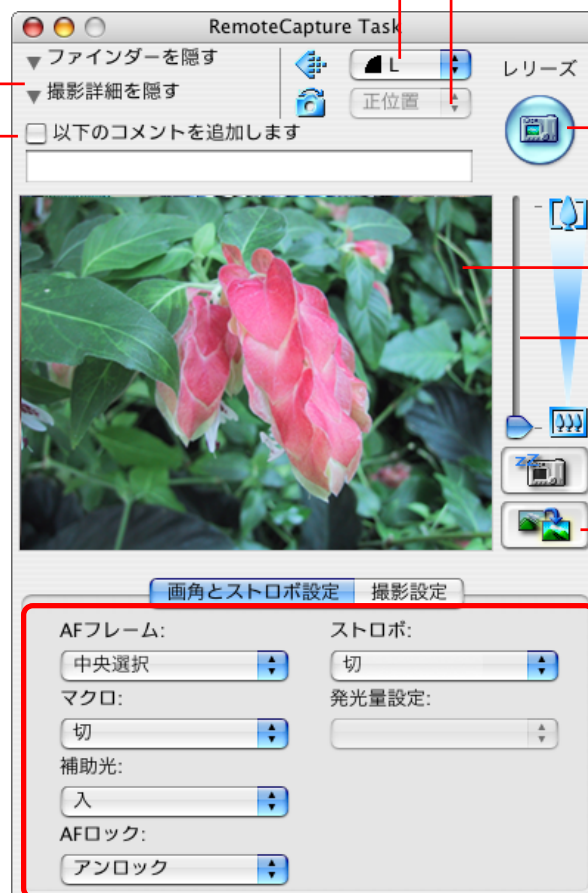 RemoteCapture Task
ファインダーを隠す
L
レリーズ
撮影詳細を隠す
正位置
以下のコメントを追加します
zz
画角とストロボ設定 撮影設定
AFフレーム:
ストロボ:
中央選択
切
マクロ:
発光量設定:
切
補助光:
入
AFロック:
アンロック